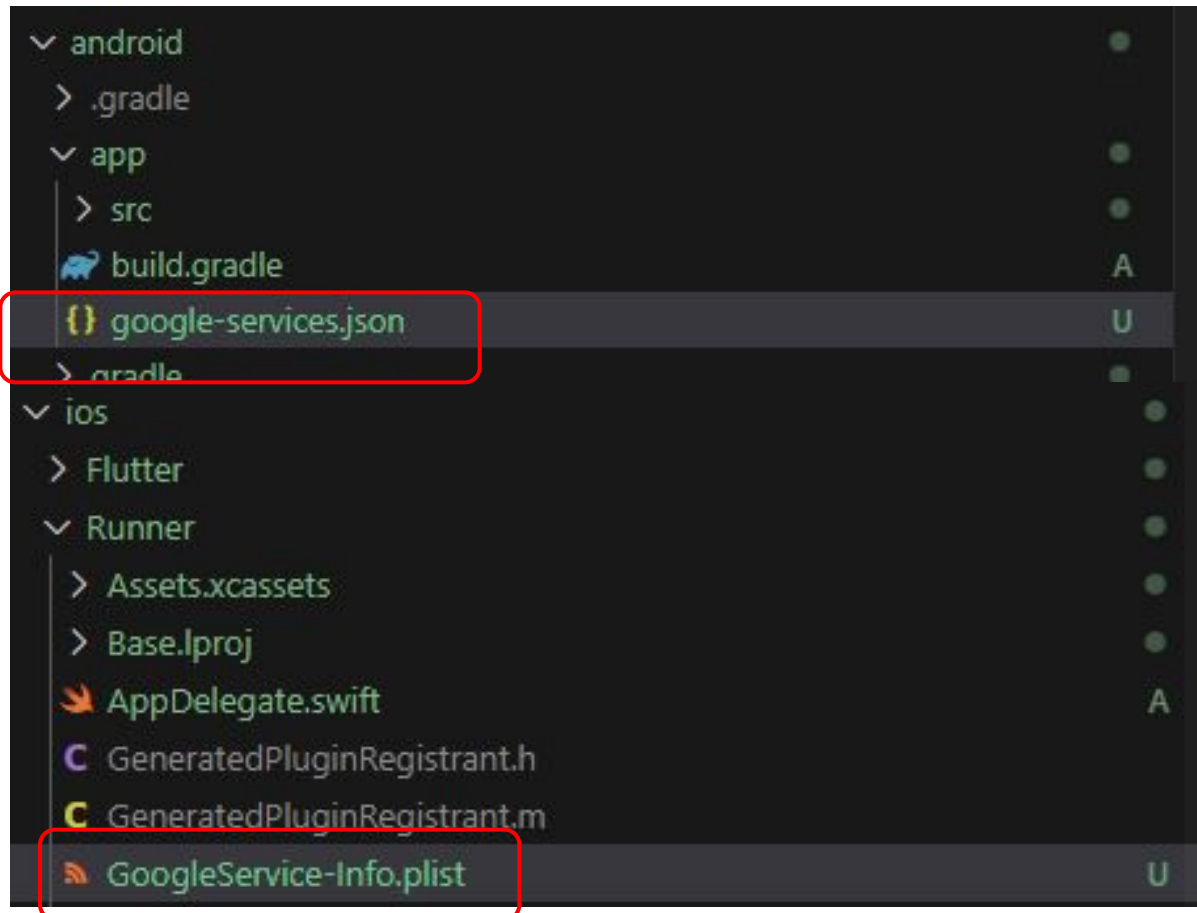 android
.gradle
app
src
build.gradle A
{} google-services.json U
gradle
ios
Flutter
Runner
Assets.xcassets
Base.lproj
AppDelegate.swift A
C GeneratedPluginRegistrant.h
C GeneratedPluginRegistrant.m
GoogleService-Info.plist U